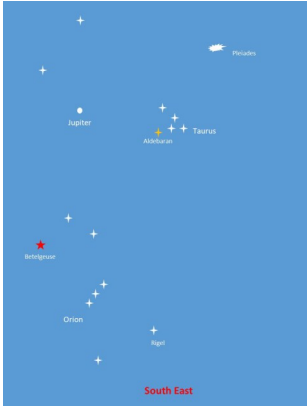 Pleiades
Jupiter
Taurus
Aldebaran
Betelgeuse
Orion
Rigel
South East